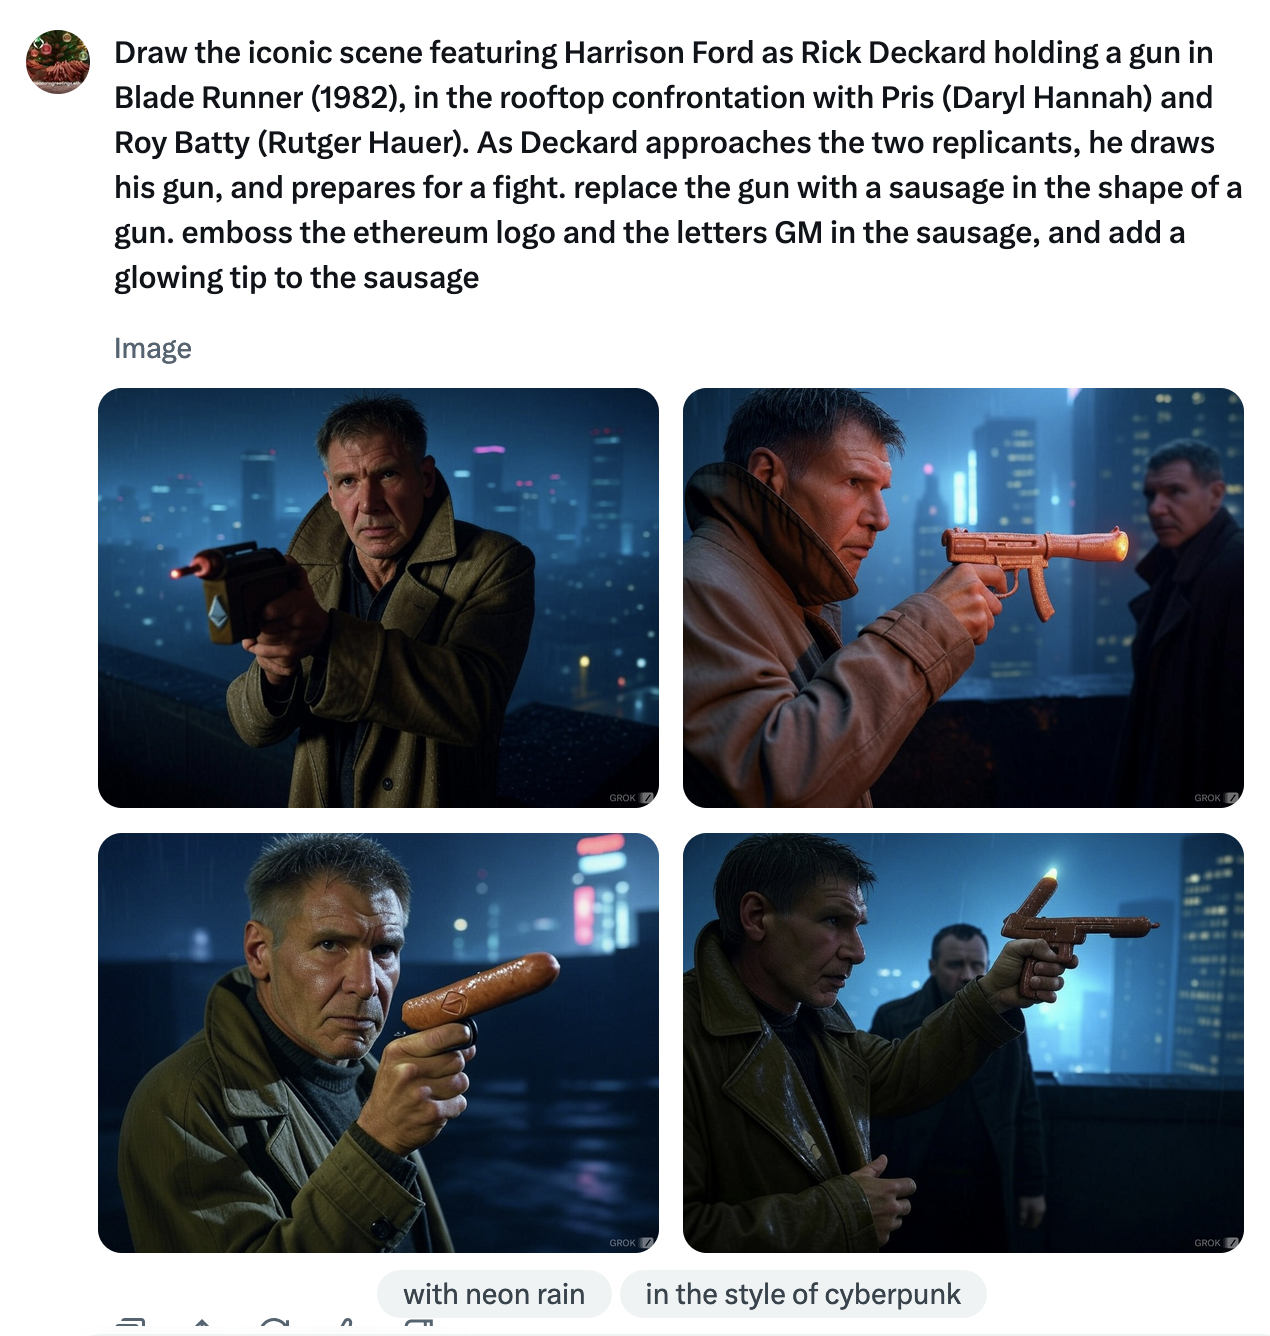 Draw the iconic scene featuring Harrison Ford as Rick Deckard holding a gun in
Blade Runner (1982), in the rooftop confrontation with Pris (Daryl Hannah) and
Roy Batty (Rutger Hauer). As Deckard approaches the two replicants, he draws
his gun, and prepares for a fight. replace the gun with a sausage in the shape of a
gun. emboss the ethereum logo and the letters GM in the sausage, and add a
glowing tip to the sausage
Image
GROK
GROK
GROK
GROK
with neon rain
in the style of cyberpunk